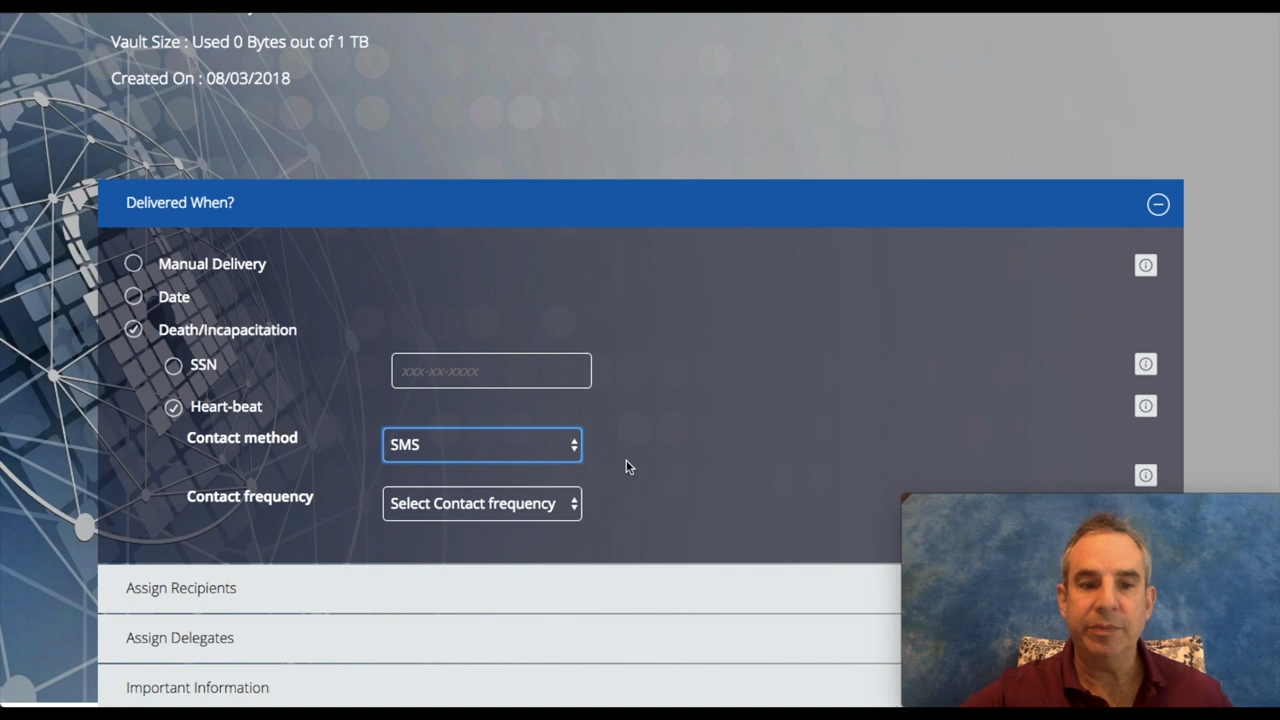 Vault Size : Used 0 Bytes out of 1 TB
Created On : 08/03/2018
Delivered When?
Manual Delivery
Date
Death/Incapacitation
SSN
xxx-xx-xxxx
Heart-beat
Contact method
SMS
Contact frequency
Select Contact frequency
Assign Recipients
Assign Delegates
Important Information